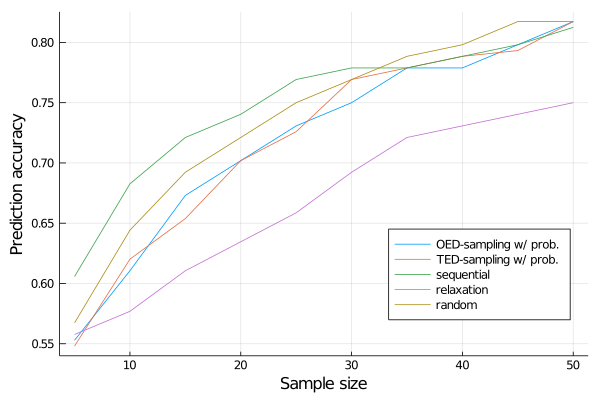 0.80
0.75
0.70
0.65
0.60
0.55
Prediction accuracy
OED-sampling w/ prob.
TED-sampling w/ prob.
sequential
relaxation
random
10 20 30 40 50
Sample size